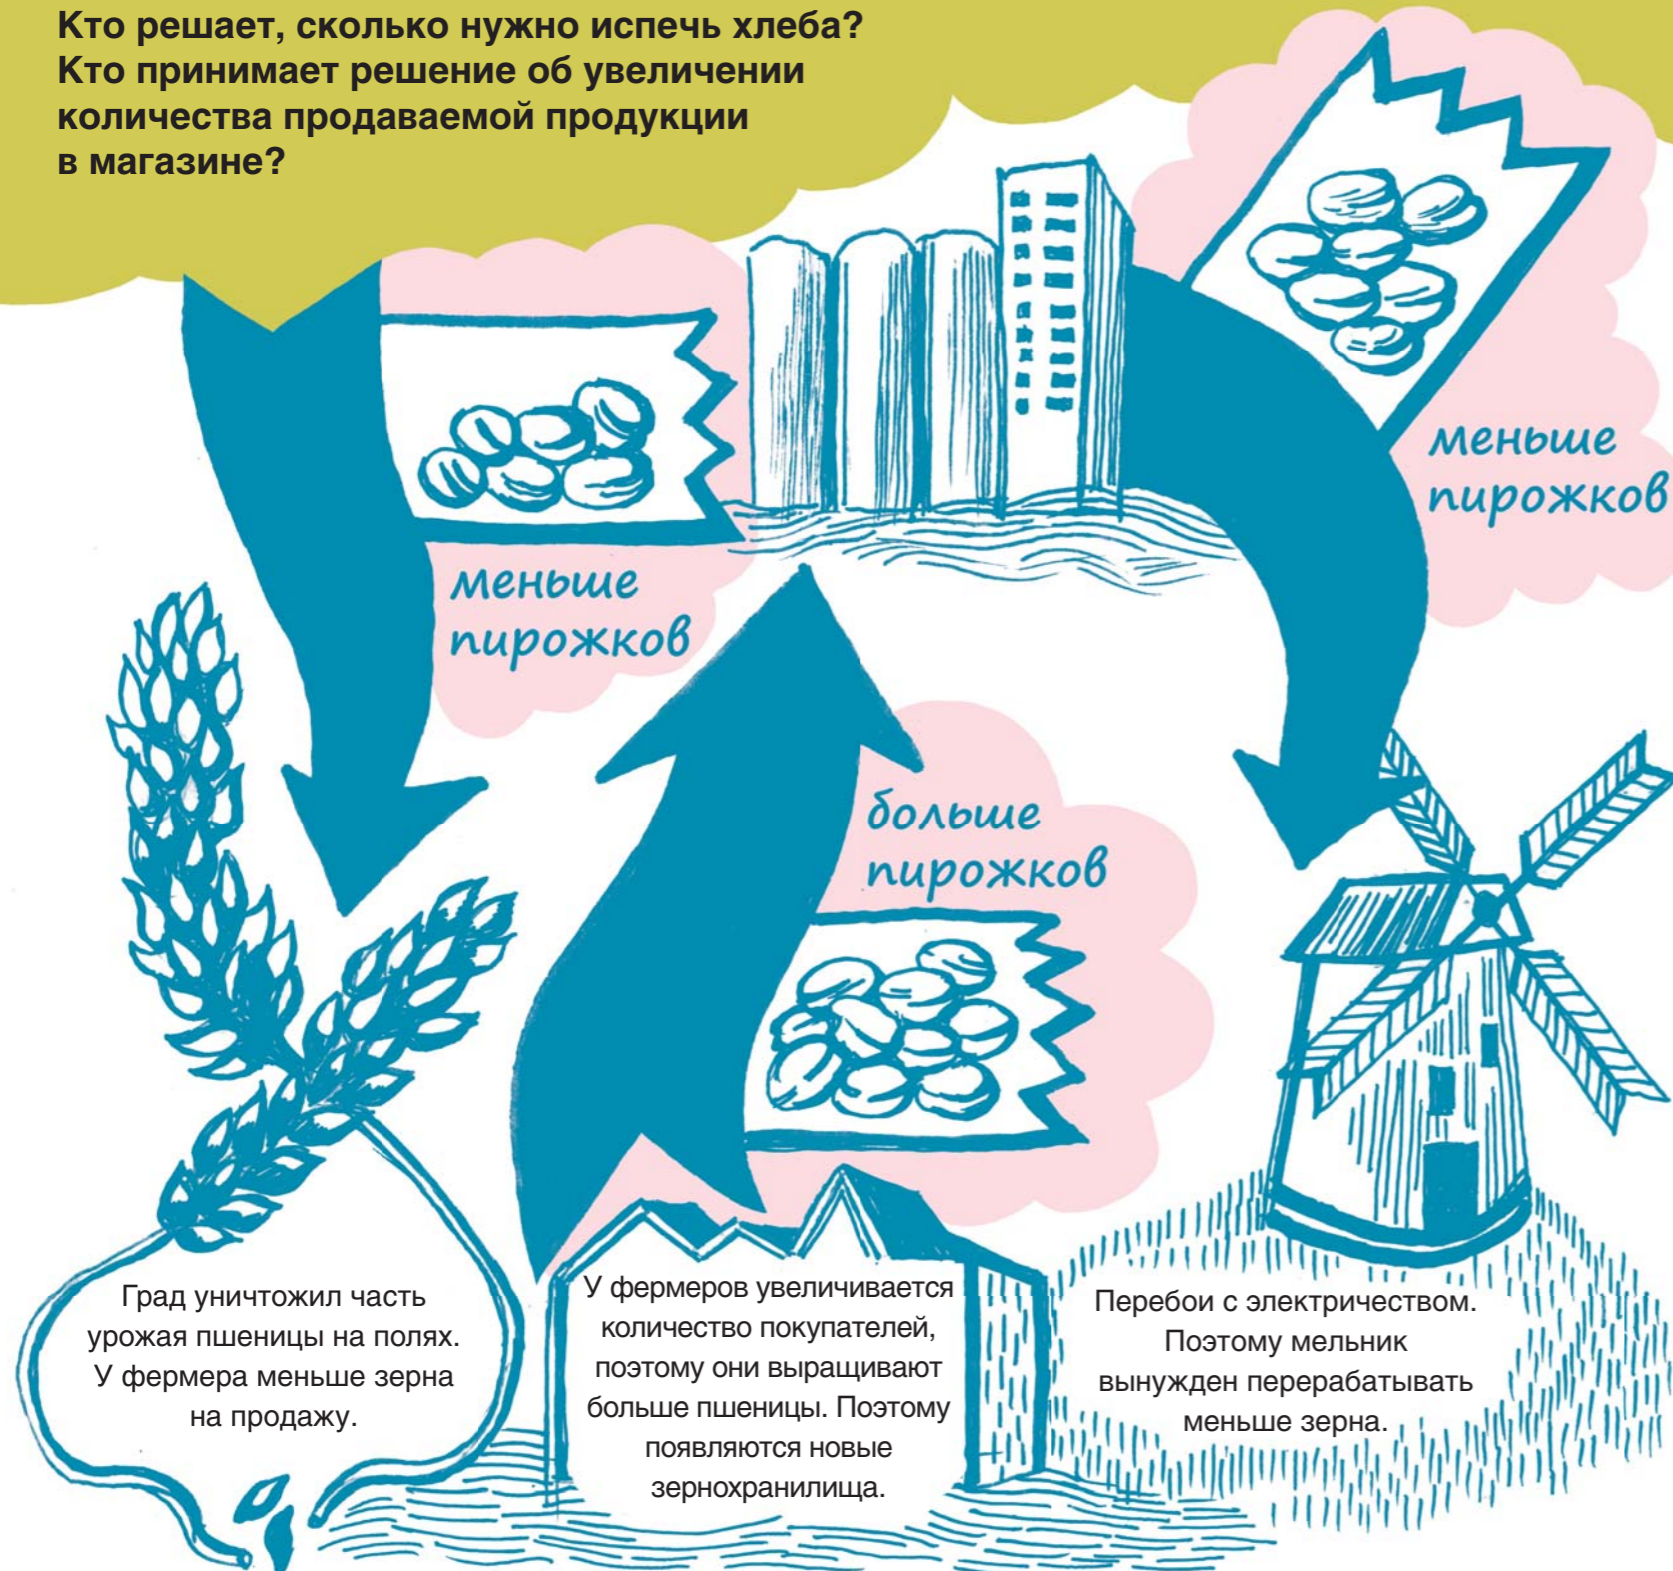 Кто решает, сколько нужно испечь хлеба?
Кто принимает решение об увеличении
количества продаваемой продукции
в магазине?
меньше
пирожков
меньше
пирожков
больше
пирожков
Град уничтожил часть
урожая пшеницы на полях.
У фермера меньше зерна
на продажу.
У фермеров увеличивается
количество покупателей,
поэтому они выращивают
больше пшеницы. Поэтому
появляются новые
зернохранилища.
Перебои с электричеством.
Поэтому мельник
вынужден перерабатывать
меньше зерна.